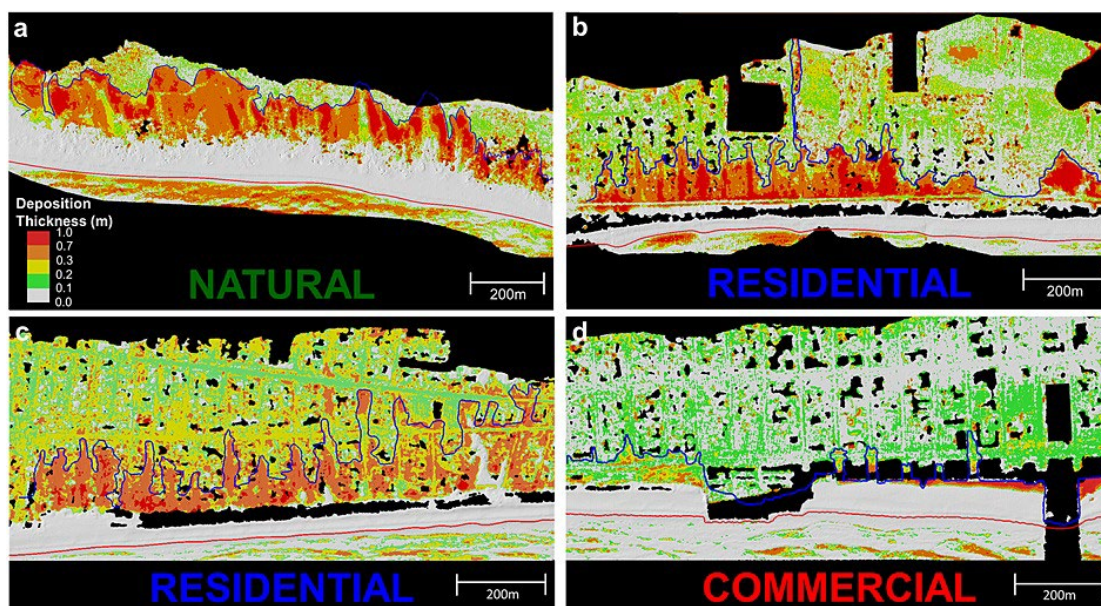 a
Deposition
Thickness (m)
1.0
0.7
0.3
0.2
0.1
0.0
NATURAL
200m
b
RESIDENTIAL
200m
c
RESIDENTIAL
200m
d
COMMERCIAL
200m